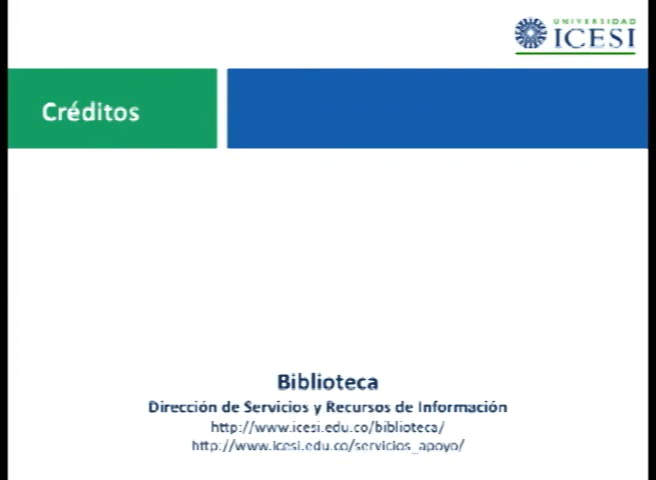 UNIVERSIDAD
ICESI
Créditos
Biblioteca
Dirección de Servicios y Recursos de Información
http://www.icesi.edu.co/biblioteca/
http://www.icesi.edu.co/servicios_apoyo/